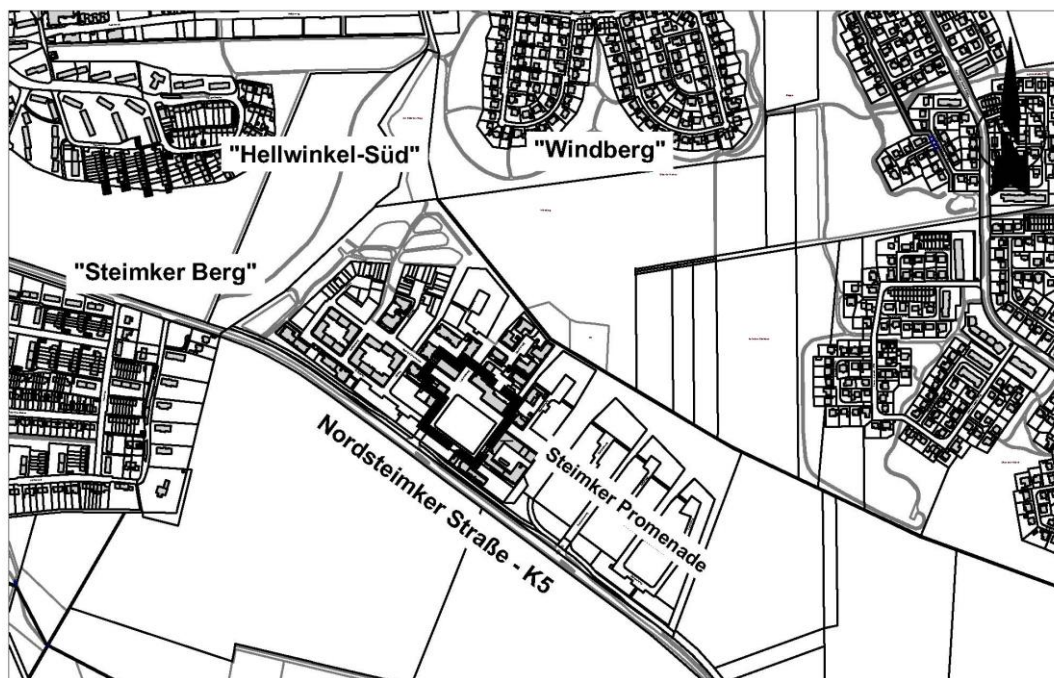 "Hellwinkel-Süd"
"Windberg"
"Steimker Berg"
Nordsteimker Straße - K5
Steimker Promenade